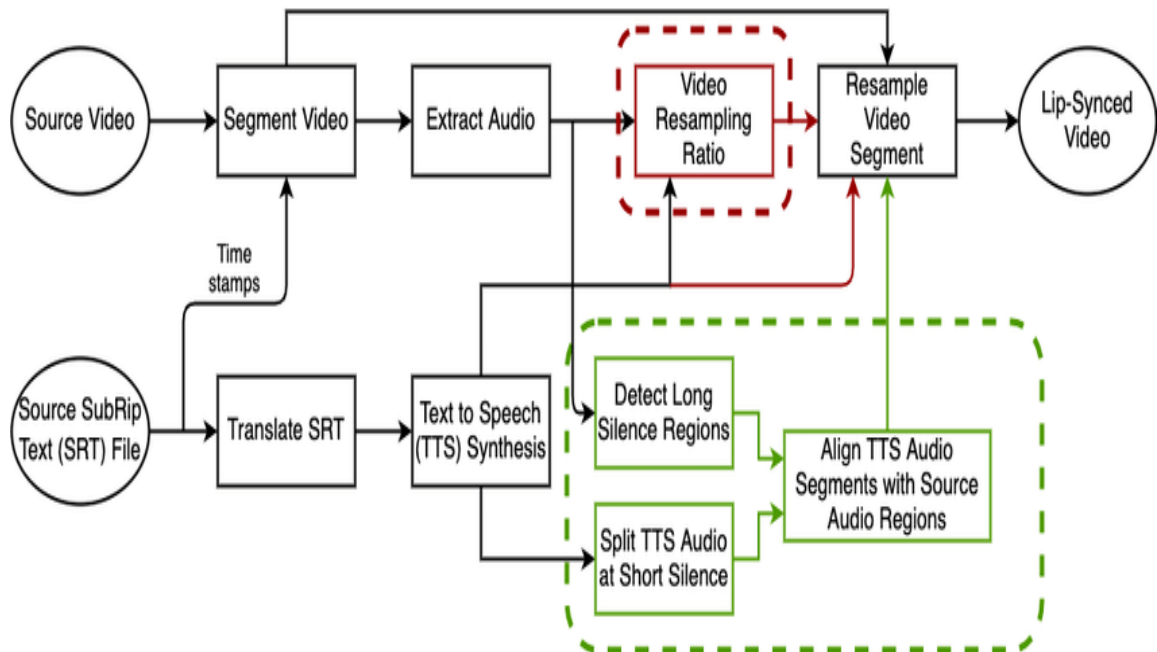 Source Video
Segment Video
Extract Audio
Video
Resampling
Ratio
Resample
Video
Segment
Lip-Synced
Video
Time
stamps
Source SubRip
Text (SRT) File
Translate SRT
Text to Speech
(TTS) Synthesis
Detect Long
Silence Regions
Split TTS Audio
at Short Silence
Align TTS Audio
Segments with Source
Audio Regions